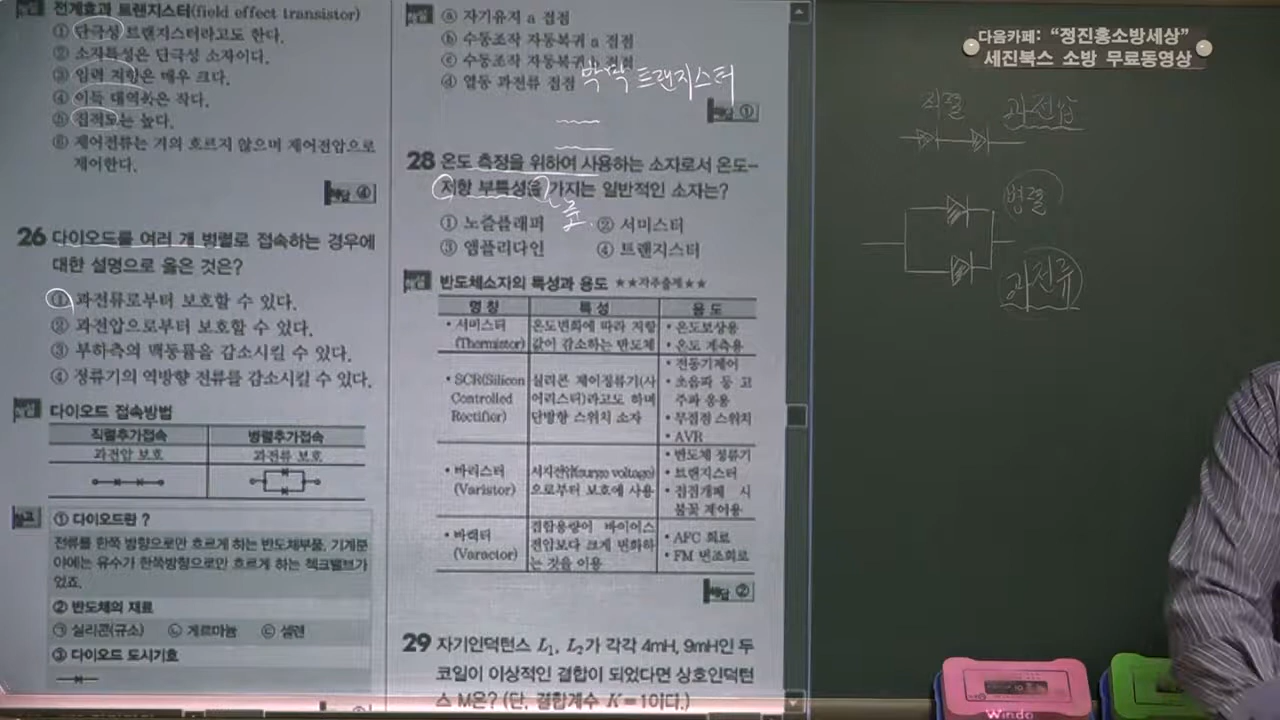 전계효과 트랜지스터(field effect transistor)
① 단극성 트랜지스터라고도 한다.
② 소자특성은 단극성 소자이다.
③ 입력 저항은 매우 크다.
④ 이득 대역폭은 작다.
⑤ 집적도는 높다.
⑥ 제어전류는 거의 흐르지 않으며 제어전압으로
제어한다.
해답 ④
26 다이오드를 여러 개 병렬로 접속하는 경우에
대한 설명으로 옳은 것은?
① 과전류로부터 보호할 수 있다.
② 과전압으로부터 보호할 수 있다.
③ 부하측의 맥동률을 감소시킬 수 있다.
④ 정류기의 역방향 전류를 감소시킬 수 있다.
해설 다이오드 접속방법
직렬추가접속 병렬추가접속
과전압 보호 과전류 보호
참고 ① 다이오드란 ?
전류를 한쪽 방향으로만 흐르게 하는 반도체부품, 기계분
야에는 유수가 한쪽방향으로만 흐르게 하는 첵크밸브가
있죠.
② 반도체의 재료
㉠ 실리콘(규소) ㉡ 게르마늄 ㉢ 셀렌
③ 다이오드 도시기호
해설 ⓐ 자기유지 a 접점
ⓑ 수동조작 자동복귀 a 접점
ⓒ 수동조작 자동복귀 접점
ⓓ 열동 과전류 접점
트랜지스터
해답 ①
28 온도 측정을 위하여 사용하는 소자로서 온도-
저항 부특성을 가지는 일반적인 소자는?
① 노즐플래퍼 ② 서미스터
③ 앰플리다인 ④ 트랜지스터
해설 반도체소자의 특성과 용도 ★★자주출제★★
명 칭 특 성 용 도
• 서미스터 (Thermistor) 온도변화에 따라 저항 값이 감소하는 반도체 • 온도보상용 • 온도 계측용
• SCR(Silicon Controlled Rectifier) 실리콘 제어정류기(사 이리스터)라고도 하며 단방향 스위치 소자 • 전동기제어 • 초음파 등 고 주파 응용 • 무접점 스위치 • AVR
• 바리스터 (Varistor) 서지전압(surge voltage) 으로부터 보호에 사용 • 반도체 정류기 • 트랜지스터 • 접점개폐 시 불꽃 제어용
• 바랙터 (Varactor) 접합용량이 바이어스 전압보다 크게 변화하 는 것을 이용 • AFC 회로 • FM 변조회로
해답 ②
29 자기인덕턴스 L₁, L₂가 각각 4mH, 9mH인 두
코일이 이상적인 결합이 되었다면 상호인덕턴
스 M은? (단, 결합계수 K=1이다.)
다음카페: “정진홍소방세상”
세진북스 소방 무료동영상
직렬 과전압
병렬
과전류
Windo